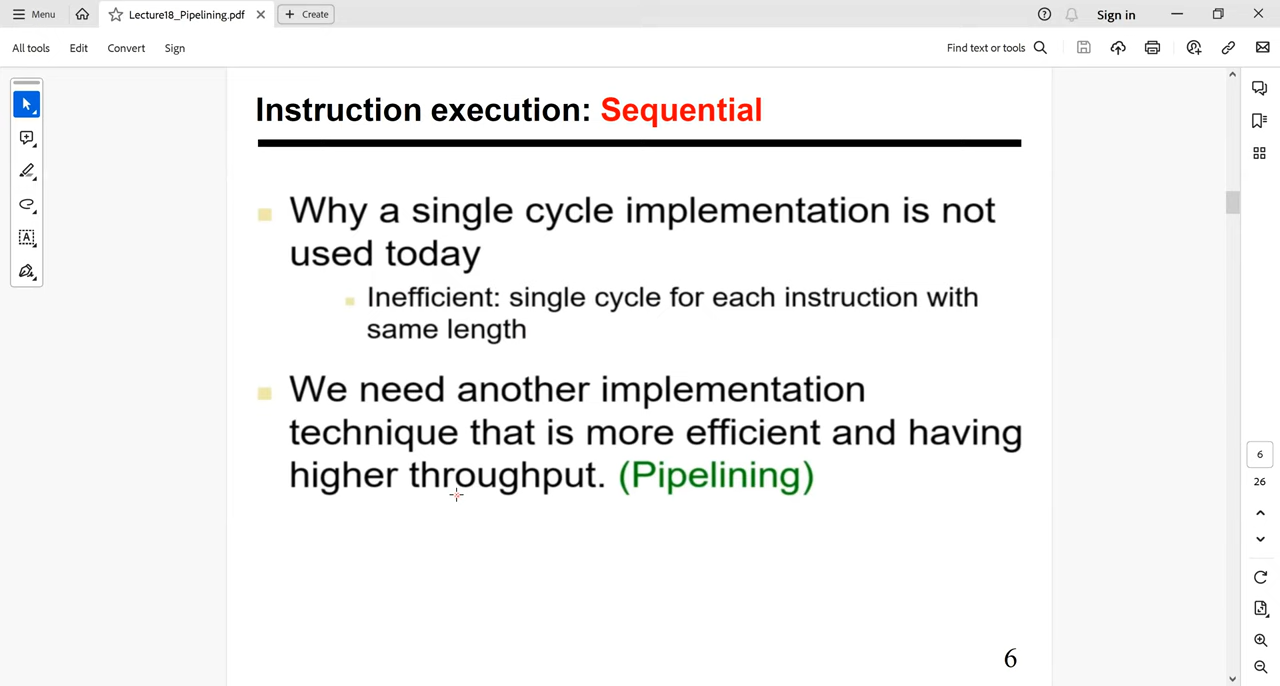 Menu
Lecture18_Pipelining.pdf
Create
Sign in
All tools Edit Convert Sign
Find text or tools
Instruction execution: Sequential
Why a single cycle implementation is not
used today
Inefficient: single cycle for each instruction with
same length
We need another implementation
technique that is more efficient and having
higher throughput. (Pipelining)
6
6
26